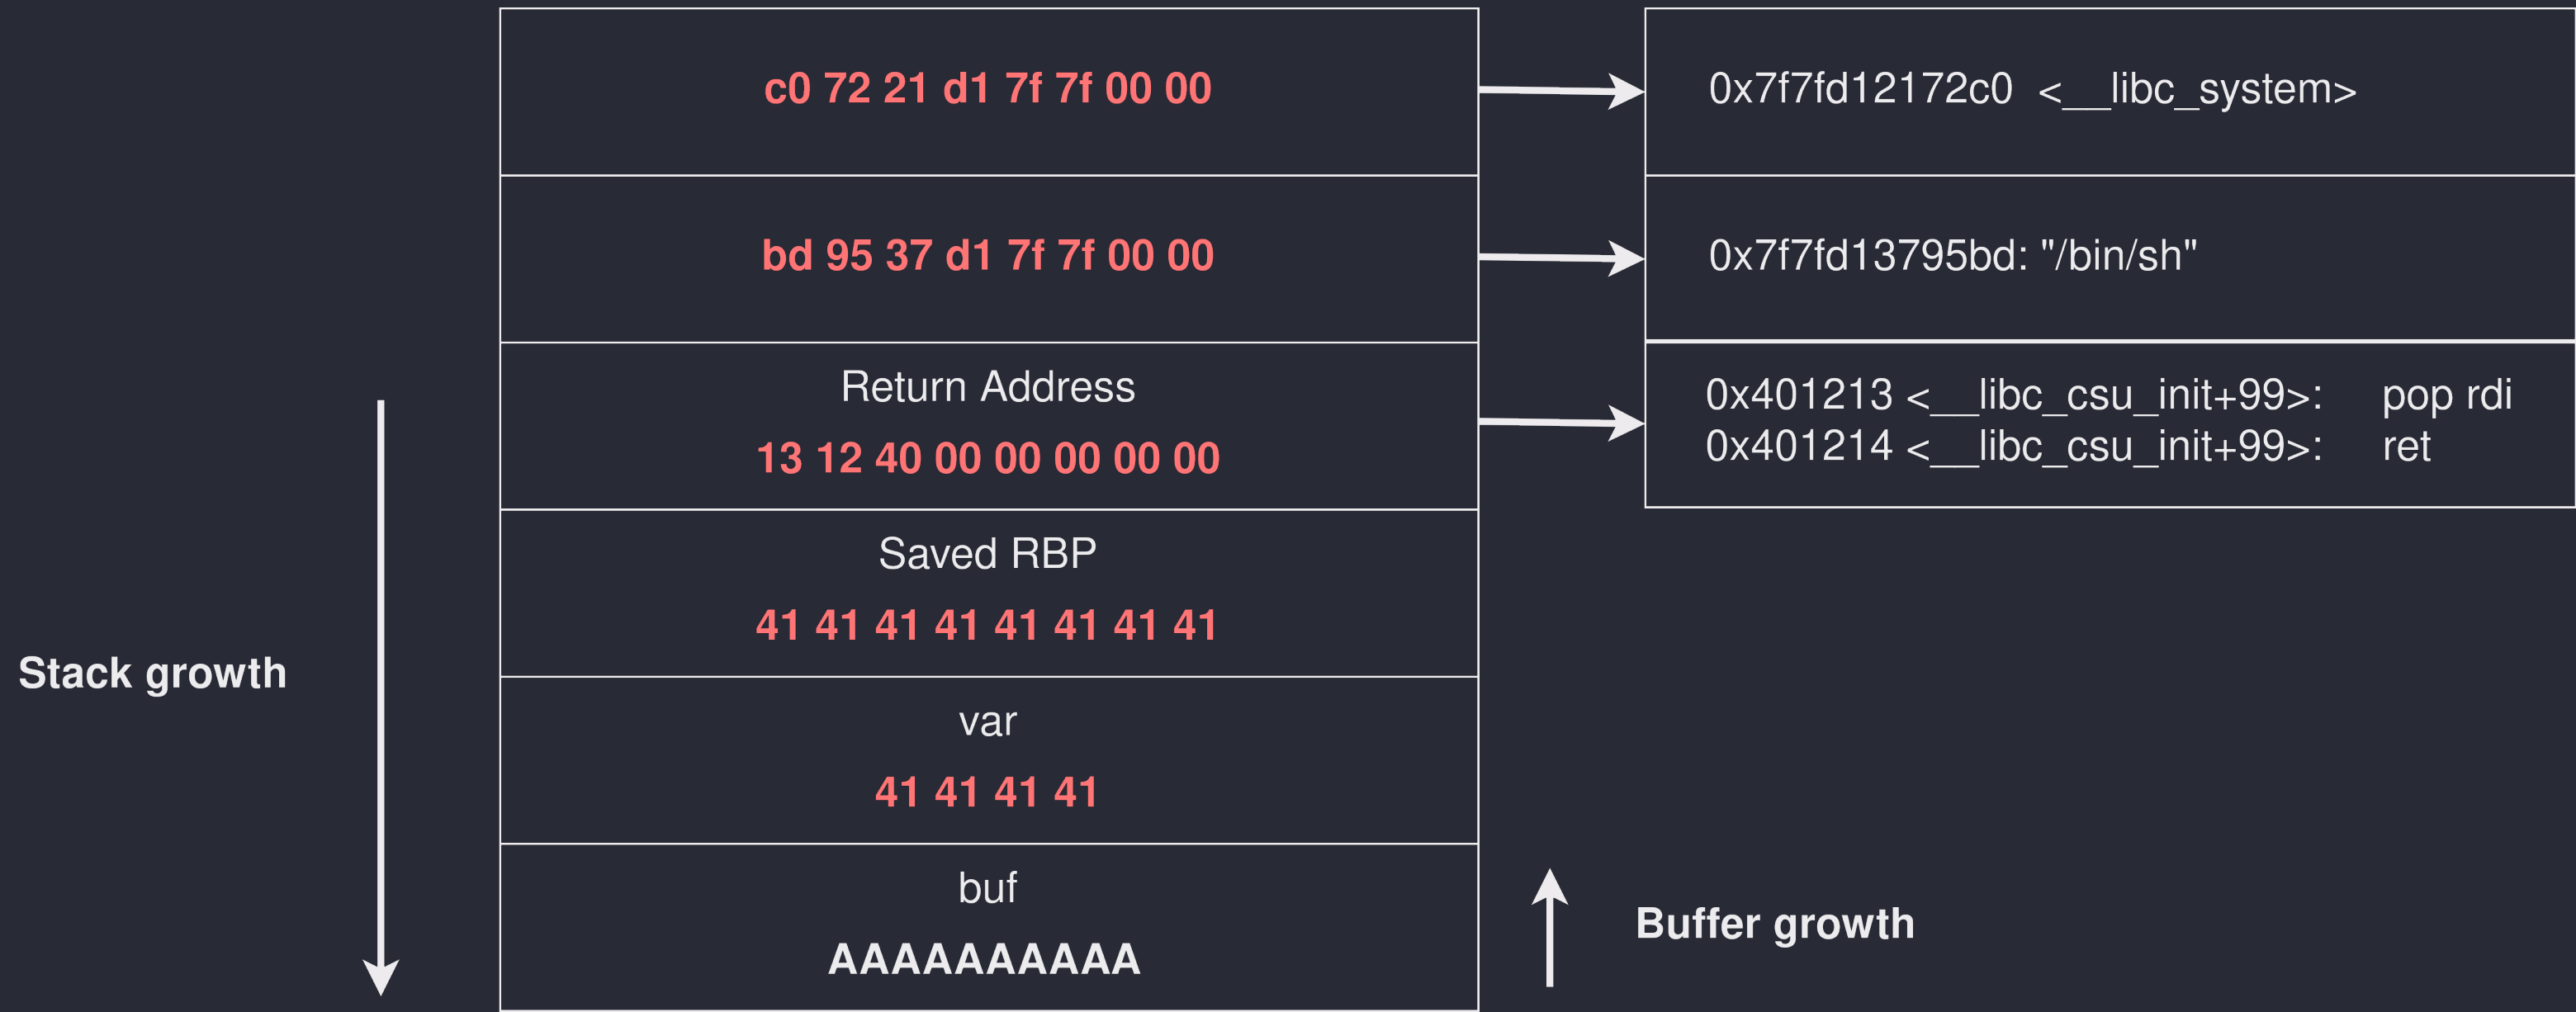 c0 72 21 d1 7f 7f 00 00
0x7f7fd12172c0 <__libc_system>
bd 95 37 d1 7f 7f 00 00
0x7f7fd13795bd: "/bin/sh"
Return Address
13 12 40 00 00 00 00 00
0x401213 <__libc_csu_init+99>: pop rdi
0x401214 <__libc_csu_init+99>: ret
Saved RBP
41 41 41 41 41 41 41 41
Stack growth
var
41 41 41 41
buf
AAAAAAAAAA
Buffer growth